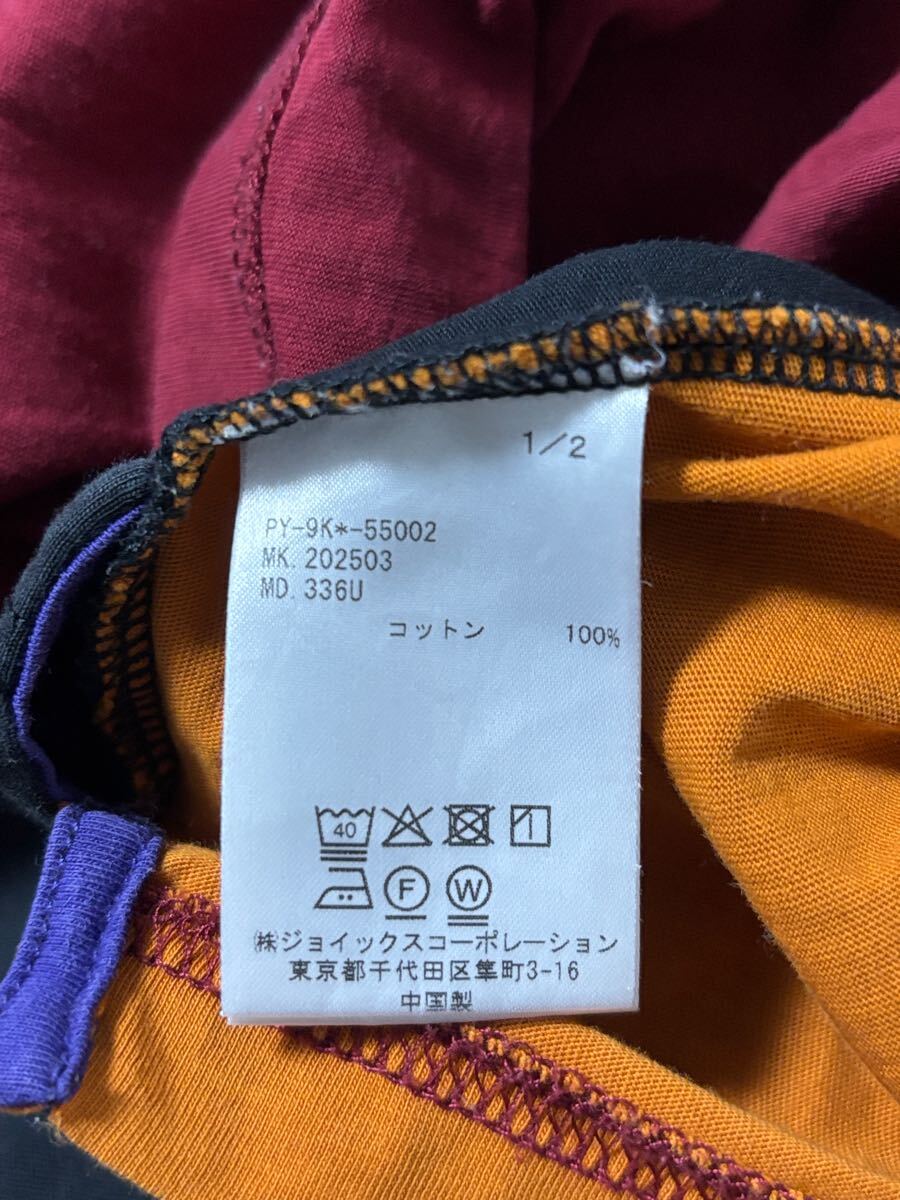 1/2
PY-9K*-55002
MK. 202503
MD. 336U
コットン 100%
40
F W
㈱ジョイックスコーポレーション
東京都千代田区隼町3-16
中国製